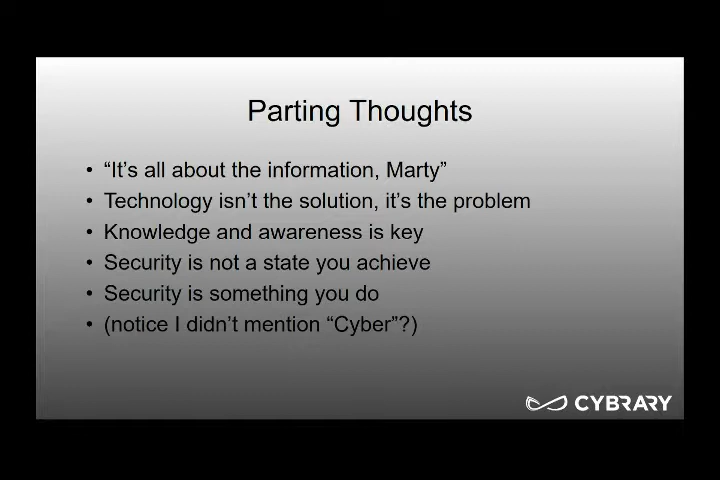 Parting Thoughts
• “It’s all about the information, Marty”
• Technology isn’t the solution, it’s the problem
• Knowledge and awareness is key
• Security is not a state you achieve
• Security is something you do
• (notice I didn’t mention “Cyber”?)
CYBRARY